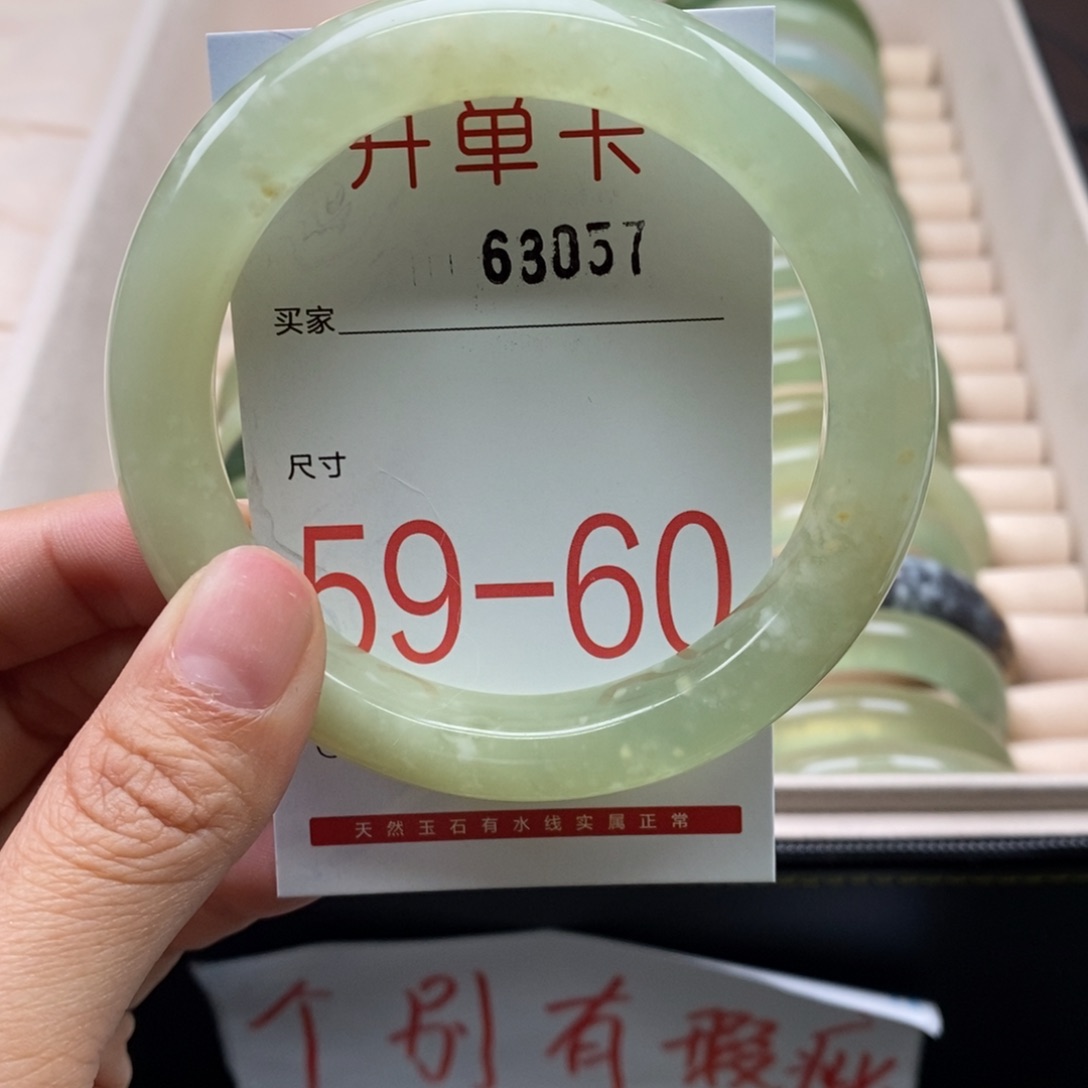 开单卡
63057
买家
尺寸
59-60
天然玉石有水线实属正常
个别有瑕疵